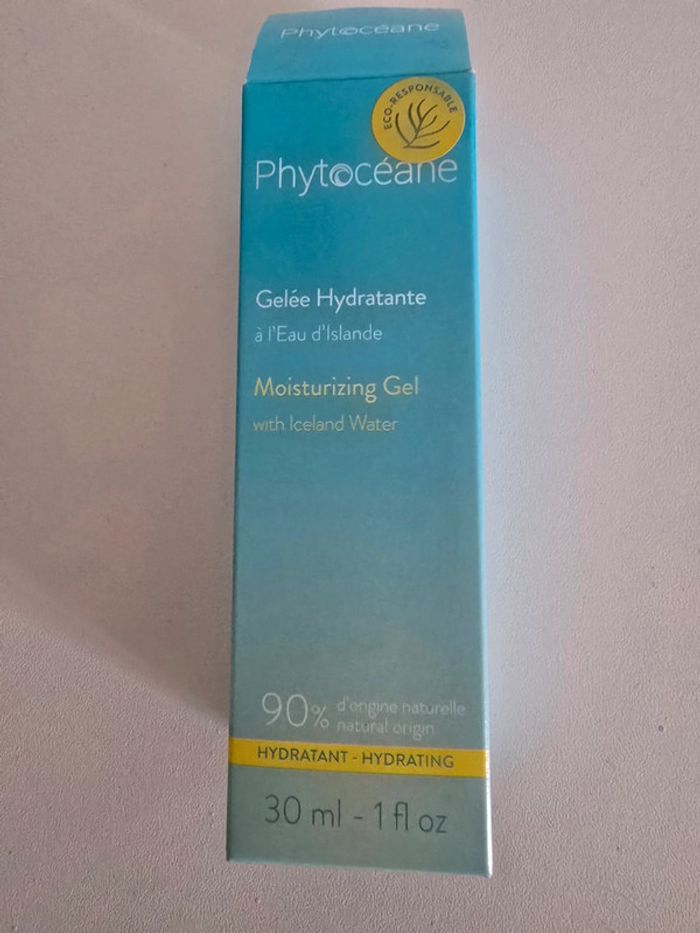 Phytocéane
ECO-RESPONSABLE
Phytocéane
Gelée Hydratante
à l'Eau d'Islande
Moisturizing Gel
with Iceland Water
90% d'origine naturelle
natural origin
HYDRATANT - HYDRATING
30 ml - 1 fl oz